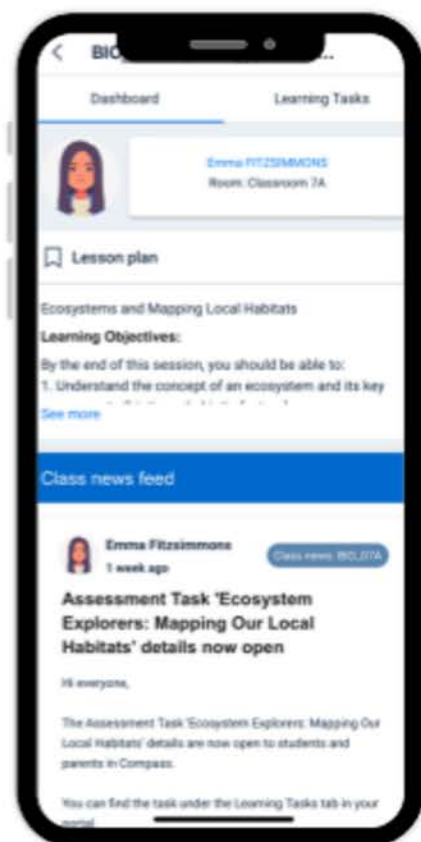 BIO
Dashboard Learning Tasks
Emma FITZSIMMONS
Room: Classroom 7A
Lesson plan
Ecosystems and Mapping Local Habitats
Learning Objectives:
By the end of this session, you should be able to:
1. Understand the concept of an ecosystem and its key
See more
Class news feed
Emma Fitzsimmons
1 week ago
Class news: BIO_07A
Assessment Task 'Ecosystem
Explorers: Mapping Our Local
Habitats' details now open
Hi everyone,
The Assessment Task 'Ecosystem Explorers: Mapping Our
Local Habitats' details are now open to students and
parents in Compass.
You can find the task under the Learning Tasks tab in your
portal